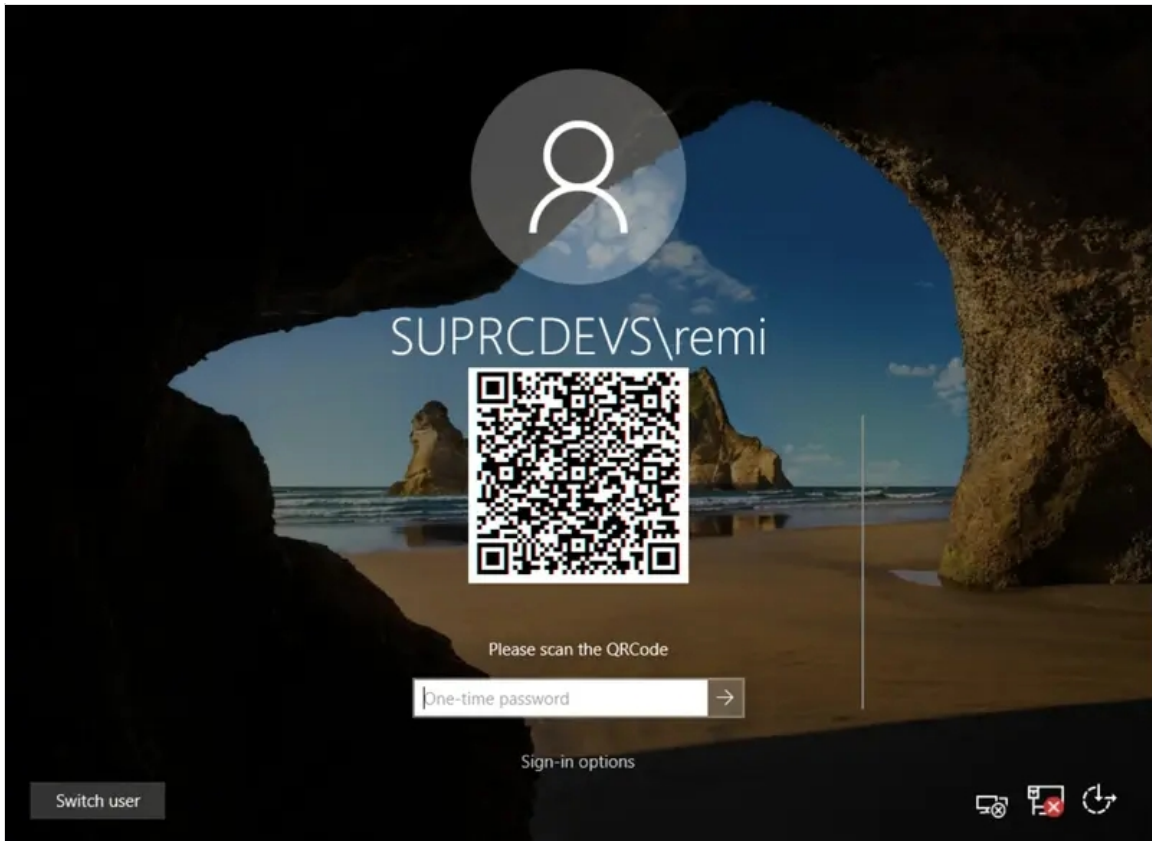 SUPRCDEVS\remi
Please scan the QRCode
One-time password
Sign-in options
Switch user